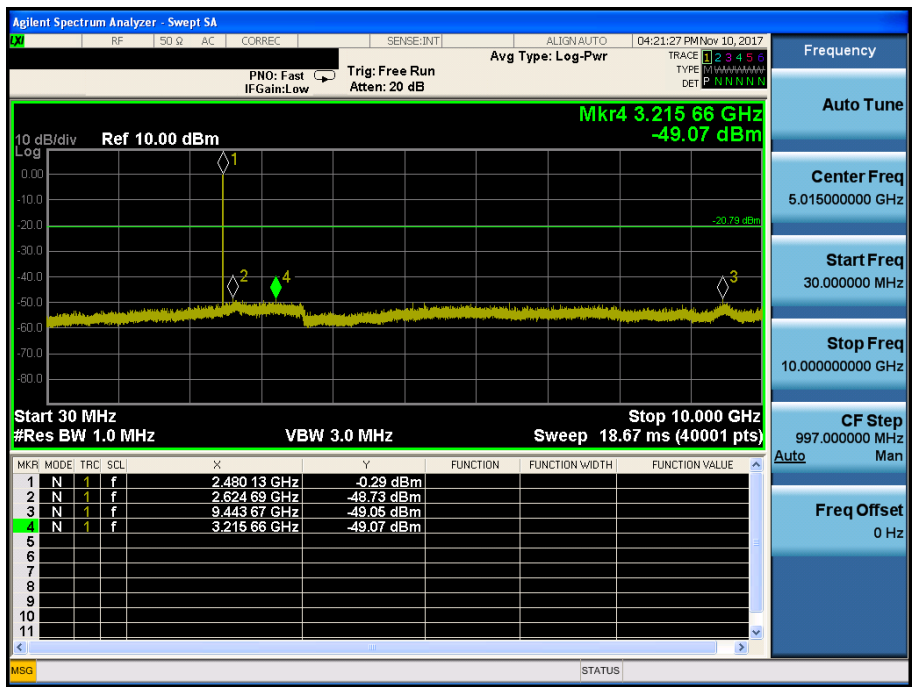 Agilent Spectrum Analyzer - Swept SA
LXI RF 50 Ω AC CORREC SENSE:INT ALIGN AUTO 04:21:27 PM Nov 10, 2017
PNO: Fast Trig: Free Run Avg Type: Log-Pwr TRACE 1 2 3 4 5 6
IFGain:Low Atten: 20 dB TYPE M W W W W W
DET P N N N N N
Mkr4 3.215 66 GHz
-49.07 dBm
10 dB/div Ref 10.00 dBm
Log
0.00
-10.0
-20.0
-30.0
-40.0
-50.0
-60.0
-70.0
-80.0
1
-20.79 dBm
2
4
3
Start 30 MHz Stop 10.000 GHz
#Res BW 1.0 MHz VBW 3.0 MHz Sweep 18.67 ms (40001 pts)
MKR MODE TRC SCL X Y FUNCTION FUNCTION WIDTH FUNCTION VALUE
1 N 1 f 2.480 13 GHz -0.29 dBm
2 N 1 f 2.624 69 GHz -48.73 dBm
3 N 1 f 9.443 67 GHz -49.05 dBm
4 N 1 f 3.215 66 GHz -49.07 dBm
5
6
7
8
9
10
11
MSG STATUS
Frequency
Auto Tune
Center Freq
5.015000000 GHz
Start Freq
30.000000 MHz
Stop Freq
10.000000000 GHz
CF Step
997.000000 MHz
Auto Man
Freq Offset
0 Hz